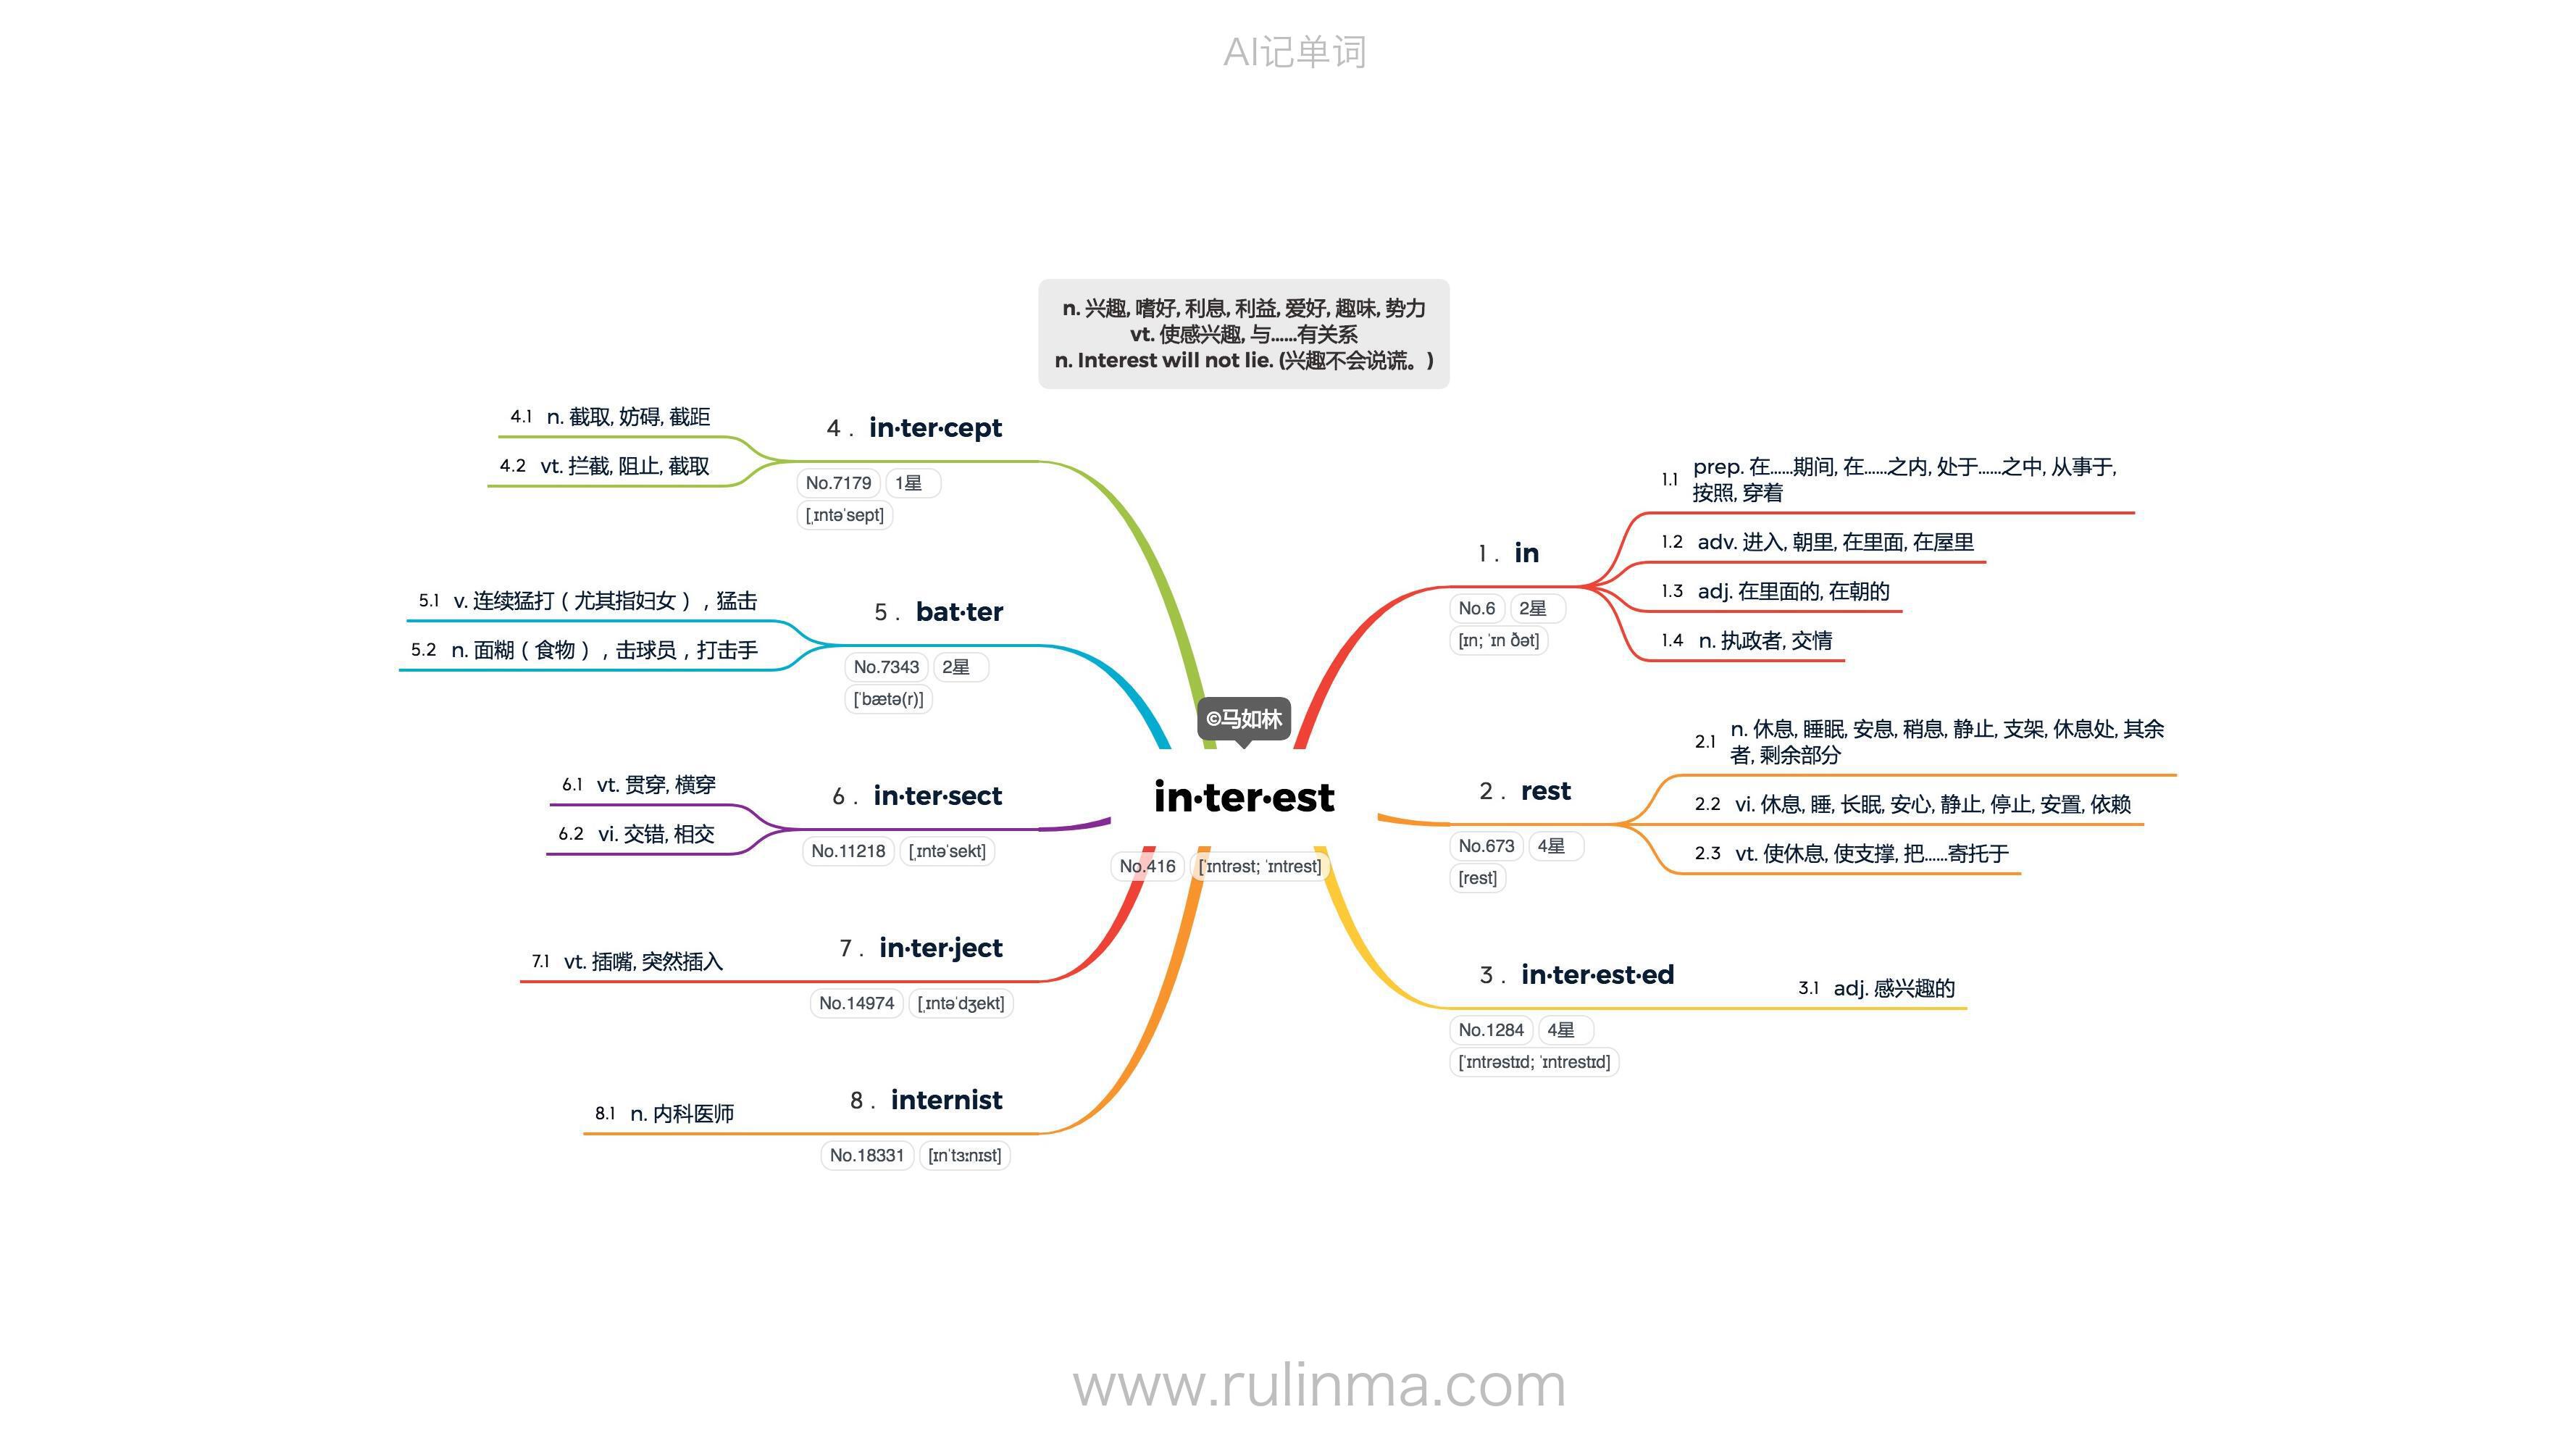 AI记单词
n. 兴趣, 嗜好, 利息, 利益, 爱好, 趣味, 势力
vt. 使感兴趣, 与......有关系
n. Interest will not lie. (兴趣不会说谎。)
©马如林
in·ter·est
No.416 [ˈɪntrəst; ˈɪntrest]
1 . in
No.6 2星
[ɪn; ˈɪn ðət]
1.1 prep. 在......期间, 在......之内, 处于......之中, 从事于,
按照, 穿着
1.2 adv. 进入, 朝里, 在里面, 在屋里
1.3 adj. 在里面的, 在朝的
1.4 n. 执政者, 交情
2 . rest
No.673 4星
[rest]
2.1 n. 休息, 睡眠, 安息, 稍息, 静止, 支架, 休息处, 其余
者, 剩余部分
2.2 vi. 休息, 睡, 长眠, 安心, 静止, 停止, 安置, 依赖
2.3 vt. 使休息, 使支撑, 把......寄托于
3 . in·ter·est·ed
No.1284 4星
[ˈɪntrəstɪd; ˈɪntrestɪd]
3.1 adj. 感兴趣的
4 . in·ter·cept
No.7179 1星
[ˌɪntəˈsept]
4.1 n. 截取, 妨碍, 截距
4.2 vt. 拦截, 阻止, 截取
5 . bat·ter
No.7343 2星
[ˈbætə(r)]
5.1 v. 连续猛打（尤其指妇女），猛击
5.2 n. 面糊（食物），击球员，打击手
6 . in·ter·sect
No.11218 [ˌɪntəˈsekt]
6.1 vt. 贯穿, 横穿
6.2 vi. 交错, 相交
7 . in·ter·ject
No.14974 [ˌɪntəˈdʒekt]
7.1 vt. 插嘴, 突然插入
8 . internist
No.18331 [ɪnˈtɜːnɪst]
8.1 n. 内科医师
www.rulinma.com